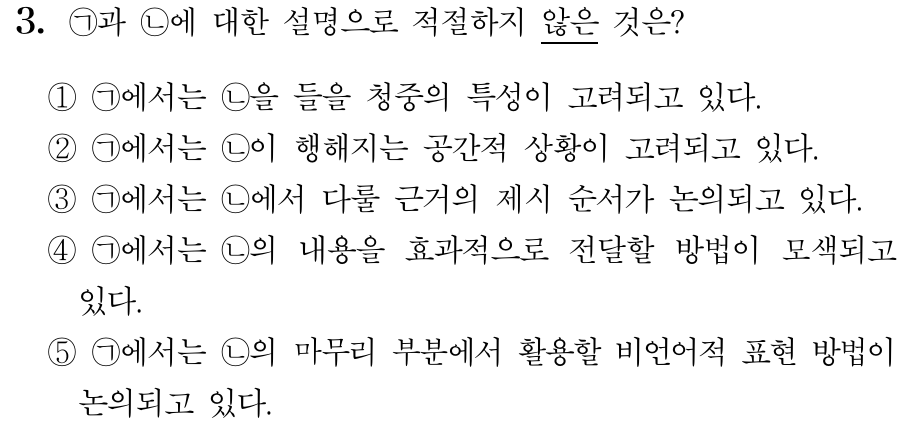 3. ㉠과 ㉡에 대한 설명으로 적절하지 않은 것은?
① ㉠에서는 ㉡을 들을 청중의 특성이 고려되고 있다.
② ㉠에서는 ㉡이 행해지는 공간적 상황이 고려되고 있다.
③ ㉠에서는 ㉡에서 다룰 근거의 제시 순서가 논의되고 있다.
④ ㉠에서는 ㉡의 내용을 효과적으로 전달할 방법이 모색되고
있다.
⑤ ㉠에서는 ㉡의 마무리 부분에서 활용할 비언어적 표현 방법이
논의되고 있다.